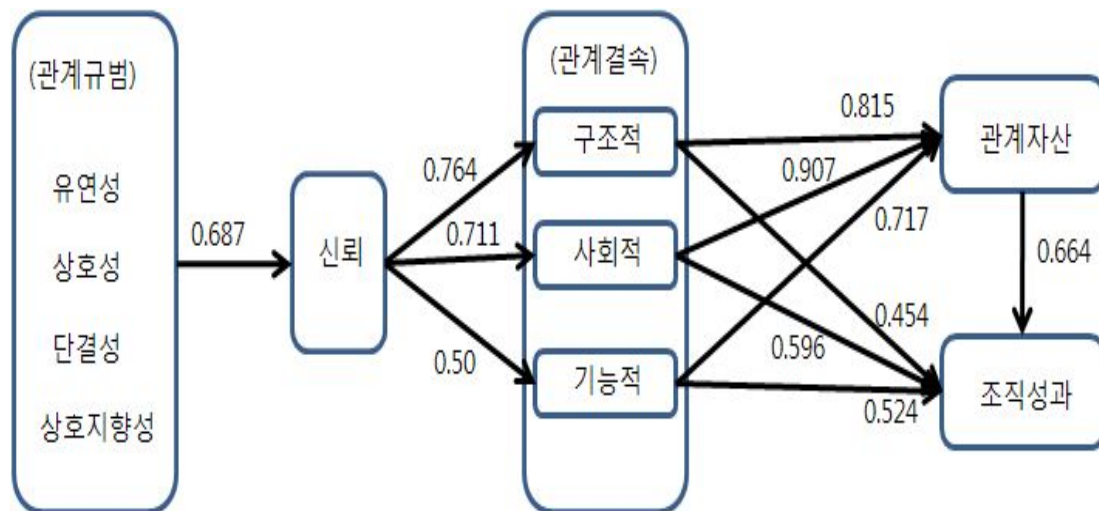 (관계규범)
유연성
상호성
단결성
상호지향성
0.687
신뢰
0.764
0.711
0.50
(관계결속)
구조적
사회적
기능적
0.815
0.907
0.717
0.454
0.596
0.524
관계자산
0.664
조직성과